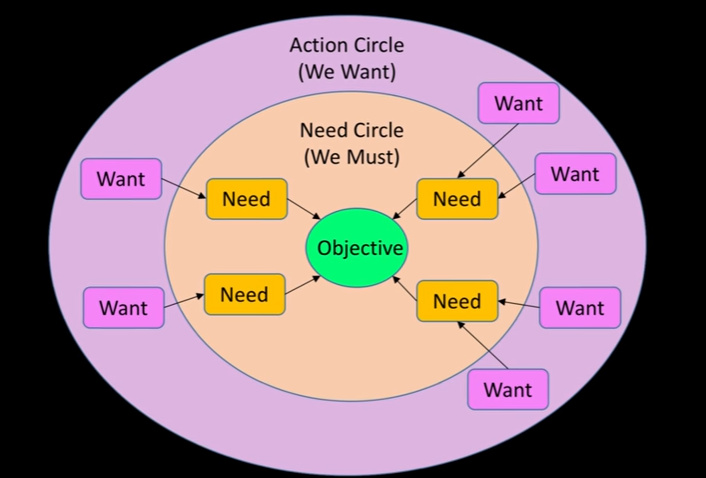 Action Circle
(We Want)
Want
Need Circle
(We Must)
Want
Want
Need
Need
Objective
Need
Need
Want
Want
Want